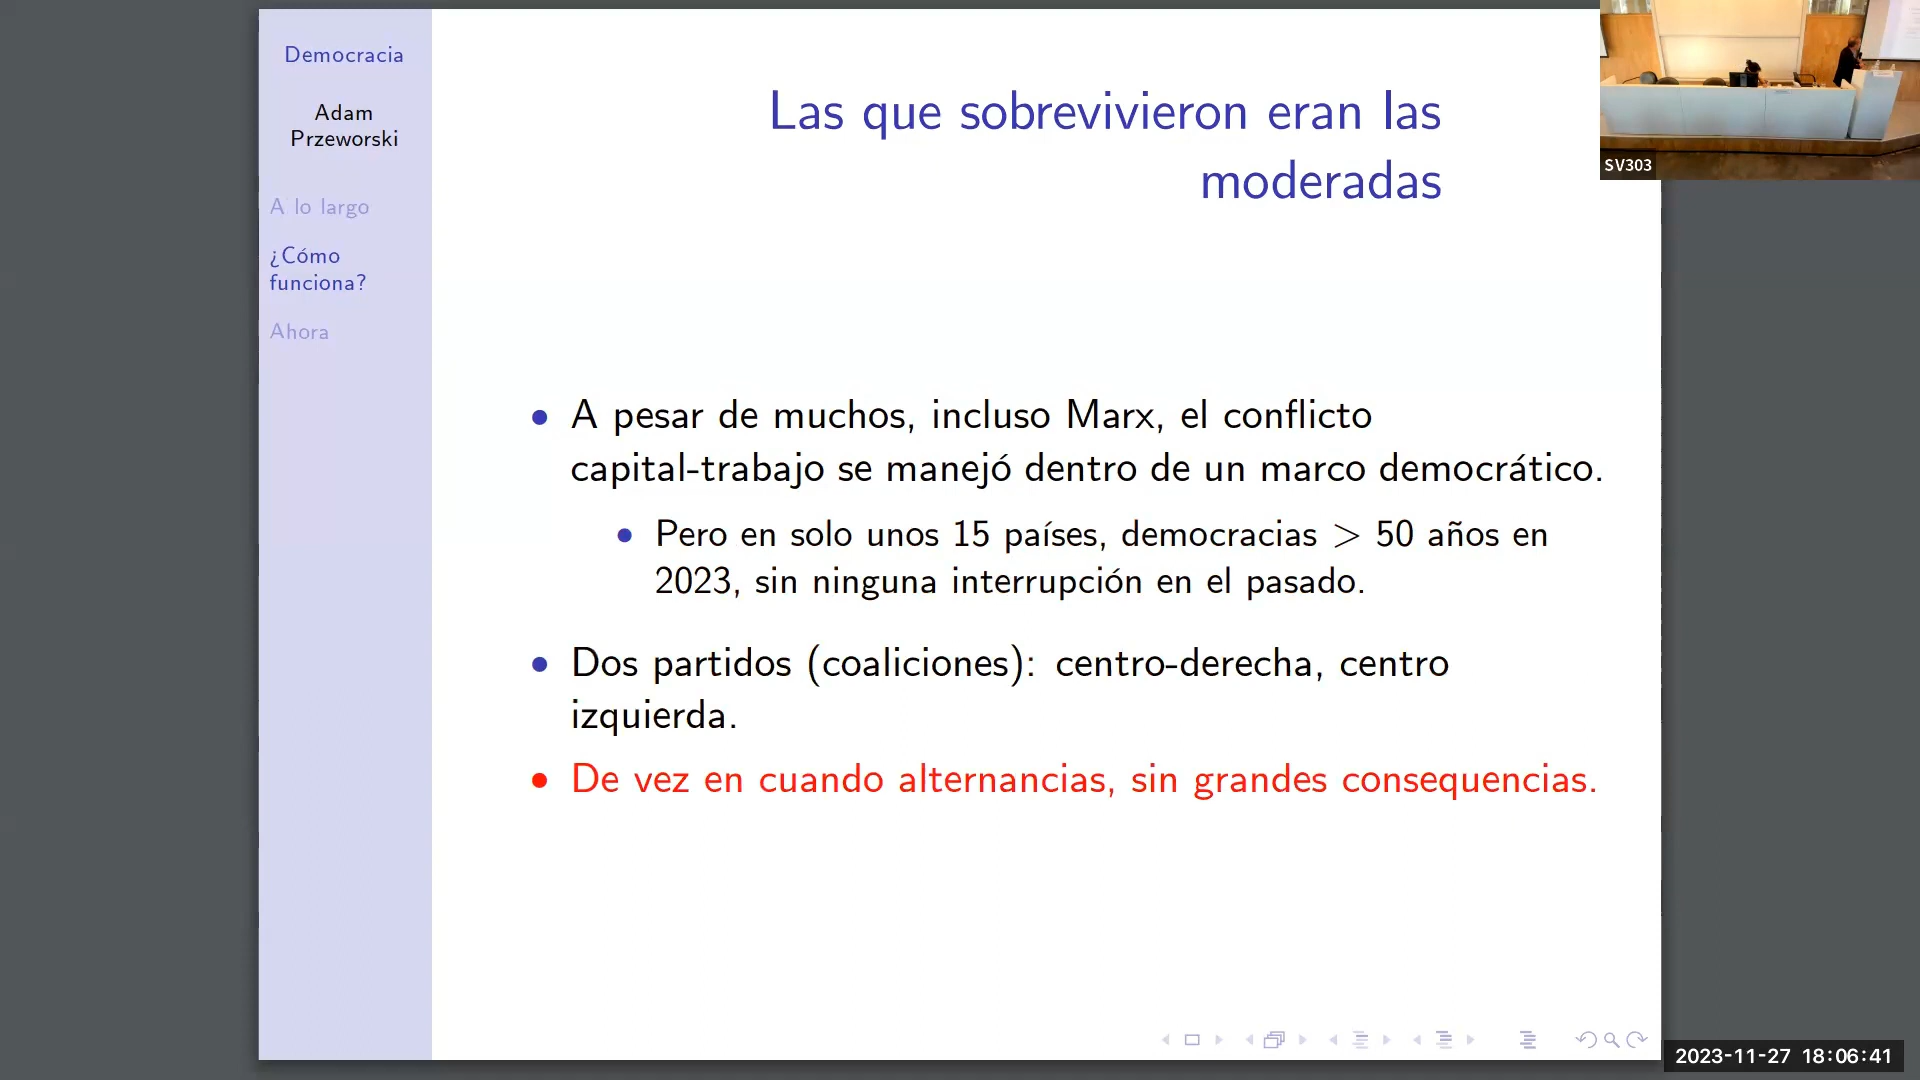 Democracia
Adam
Przeworski
A lo largo
¿Cómo
funciona?
Ahora
Las que sobrevivieron eran las
moderadas
A pesar de muchos, incluso Marx, el conflicto
capital-trabajo se manejó dentro de un marco democrático.
Pero en solo unos 15 países, democracias > 50 años en
2023, sin ninguna interrupción en el pasado.
Dos partidos (coaliciones): centro-derecha, centro
izquierda.
De vez en cuando alternancias, sin grandes consequencias.
SV303
2023-11-27 18:06:41